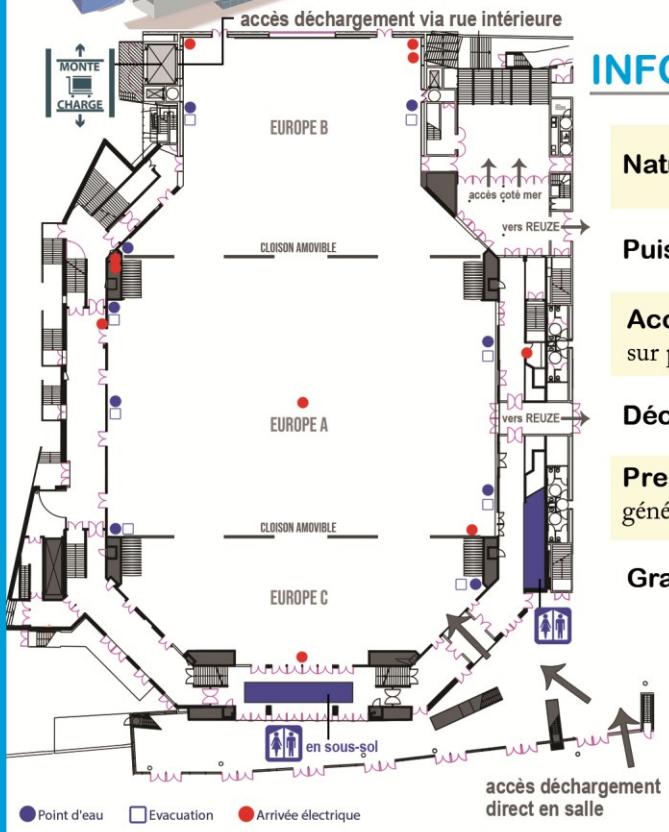 accès déchargement via rue intérieure
MONTE
CHARGE
INFO
EUROPE B
accès coté mer
vers REUZE
CLOISON AMOVIBLE
EUROPE A
vers REUZE
CLOISON AMOVIBLE
EUROPE C
en sous-sol
accès déchargement
direct en salle
Point d'eau
Evacuation
Arrivée électrique
Nat
Puis
Acc
sur p
Déc
Pre
géné
Gra